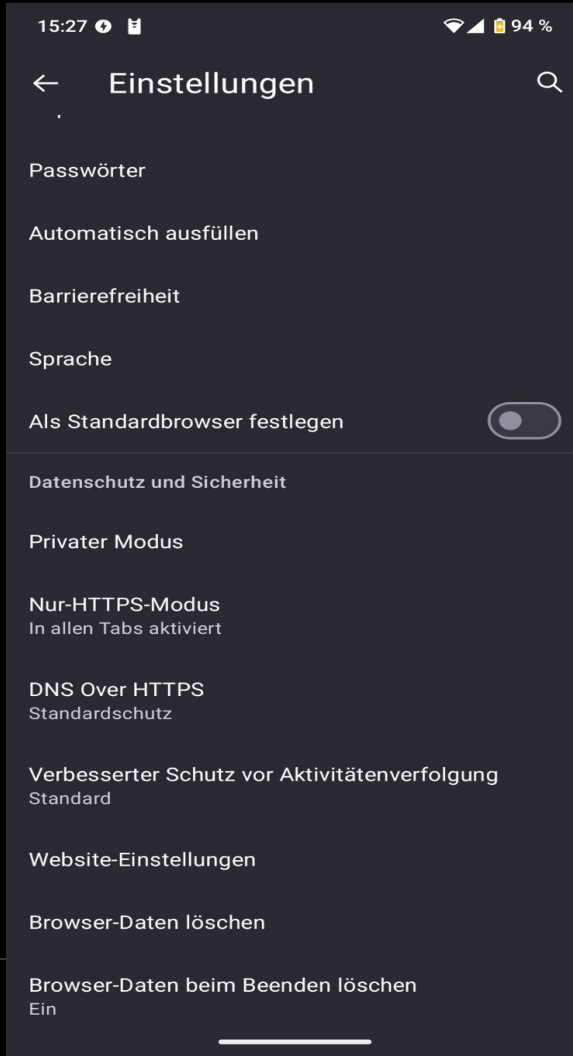 15:27 94 %
Einstellungen
Passwörter
Automatisch ausfüllen
Barrierefreiheit
Sprache
Als Standardbrowser festlegen
Datenschutz und Sicherheit
Privater Modus
Nur-HTTPS-Modus
In allen Tabs aktiviert
DNS Over HTTPS
Standardschutz
Verbesserter Schutz vor Aktivitätenverfolgung
Standard
Website-Einstellungen
Browser-Daten löschen
Browser-Daten beim Beenden löschen
Ein